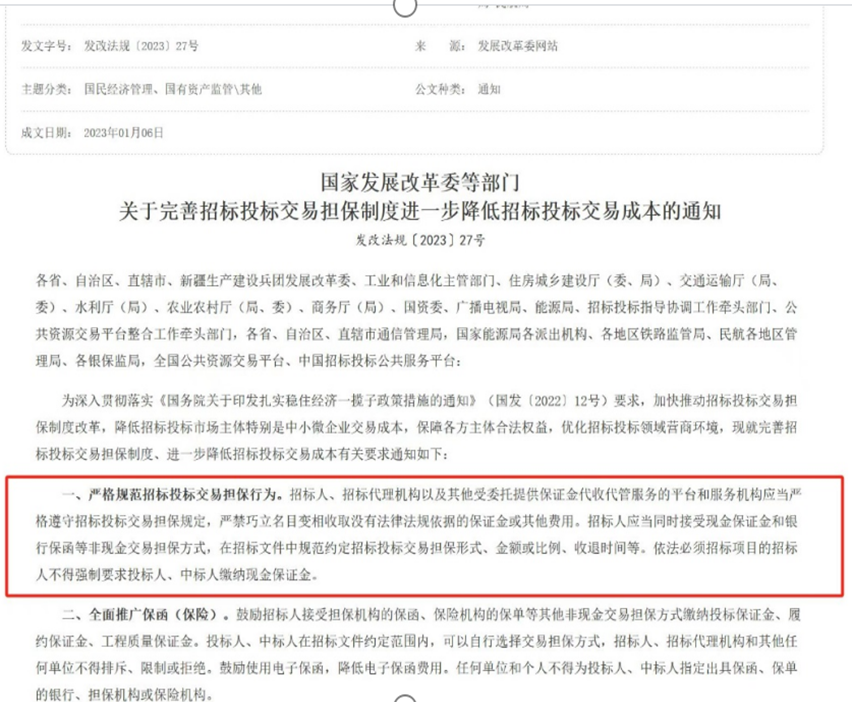 发文字号： 发改法规〔2023〕27号 来 源： 发展改革委网站
主题分类： 国民经济管理、国有资产监管\其他 公文种类： 通知
成文日期： 2023年01月06日
国家发展改革委等部门
关于完善招标投标交易担保制度进一步降低招标投标交易成本的通知
发改法规〔2023〕27号
各省、自治区、直辖市、新疆生产建设兵团发展改革委、工业和信息化主管部门、住房城乡建设厅（委、局）、交通运输厅（局、
委）、水利厅（局）、农业农村厅（局、委）、商务厅（局）、国资委、广播电视局、能源局、招标投标指导协调工作牵头部门、公
共资源交易平台整合工作牵头部门，各省、自治区、直辖市通信管理局，国家能源局各派出机构、各地区铁路监管局、民航各地区管
理局、各银保监局，全国公共资源交易平台、中国招标投标公共服务平台：
为深入贯彻落实《国务院关于印发扎实稳住经济一揽子政策措施的通知》（国发〔2022〕12号）要求，加快推动招标投标交易担
保制度改革，降低招标投标市场主体特别是中小微企业交易成本，保障各方主体合法权益，优化招标投标领域营商环境，现就完善招
标投标交易担保制度、进一步降低招标投标交易成本有关要求通知如下：
一、严格规范招标投标交易担保行为。招标人、招标代理机构以及其他受委托提供保证金代收代管服务的平台和服务机构应当严
格遵守招标投标交易担保规定，严禁巧立名目变相收取没有法律法规依据的保证金或其他费用。招标人应当同时接受现金保证金和银
行保函等非现金交易担保方式，在招标文件中规范约定招标投标交易担保形式、金额或比例、收退时间等。依法必须招标项目的招标
人不得强制要求投标人、中标人缴纳现金保证金。
二、全面推广保函（保险）。鼓励招标人接受担保机构的保函、保险机构的保单等其他非现金交易担保方式缴纳投标保证金、履
约保证金、工程质量保证金。投标人、中标人在招标文件约定范围内，可以自行选择交易担保方式，招标人、招标代理机构和其他任
何单位不得排斥、限制或拒绝。鼓励使用电子保函，降低电子保函费用。任何单位和个人不得为投标人、中标人指定出具保函、保单
的银行、担保机构或保险机构。